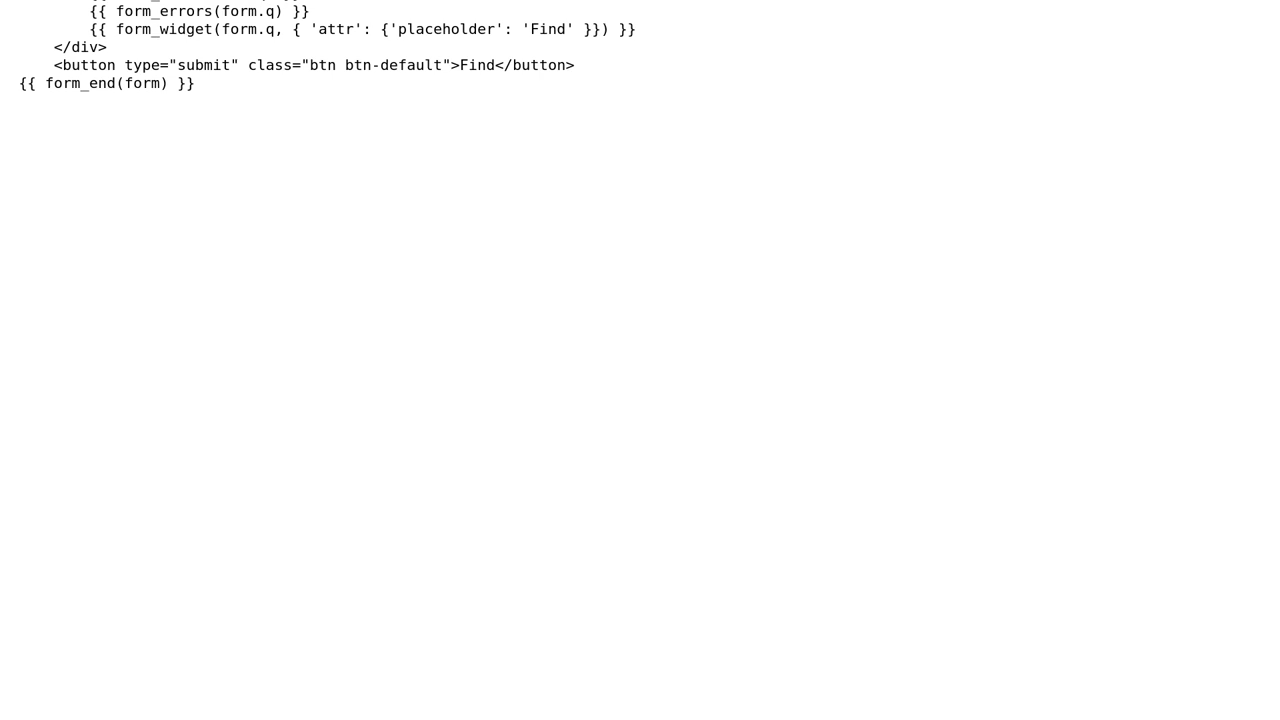 {{ form_errors(form.q) }}
        {{ form_widget(form.q, { 'attr': {'placeholder': 'Find' }}) }}
    </div>
    <button type="submit" class="btn btn-default">Find</button>
{{ form_end(form) }}